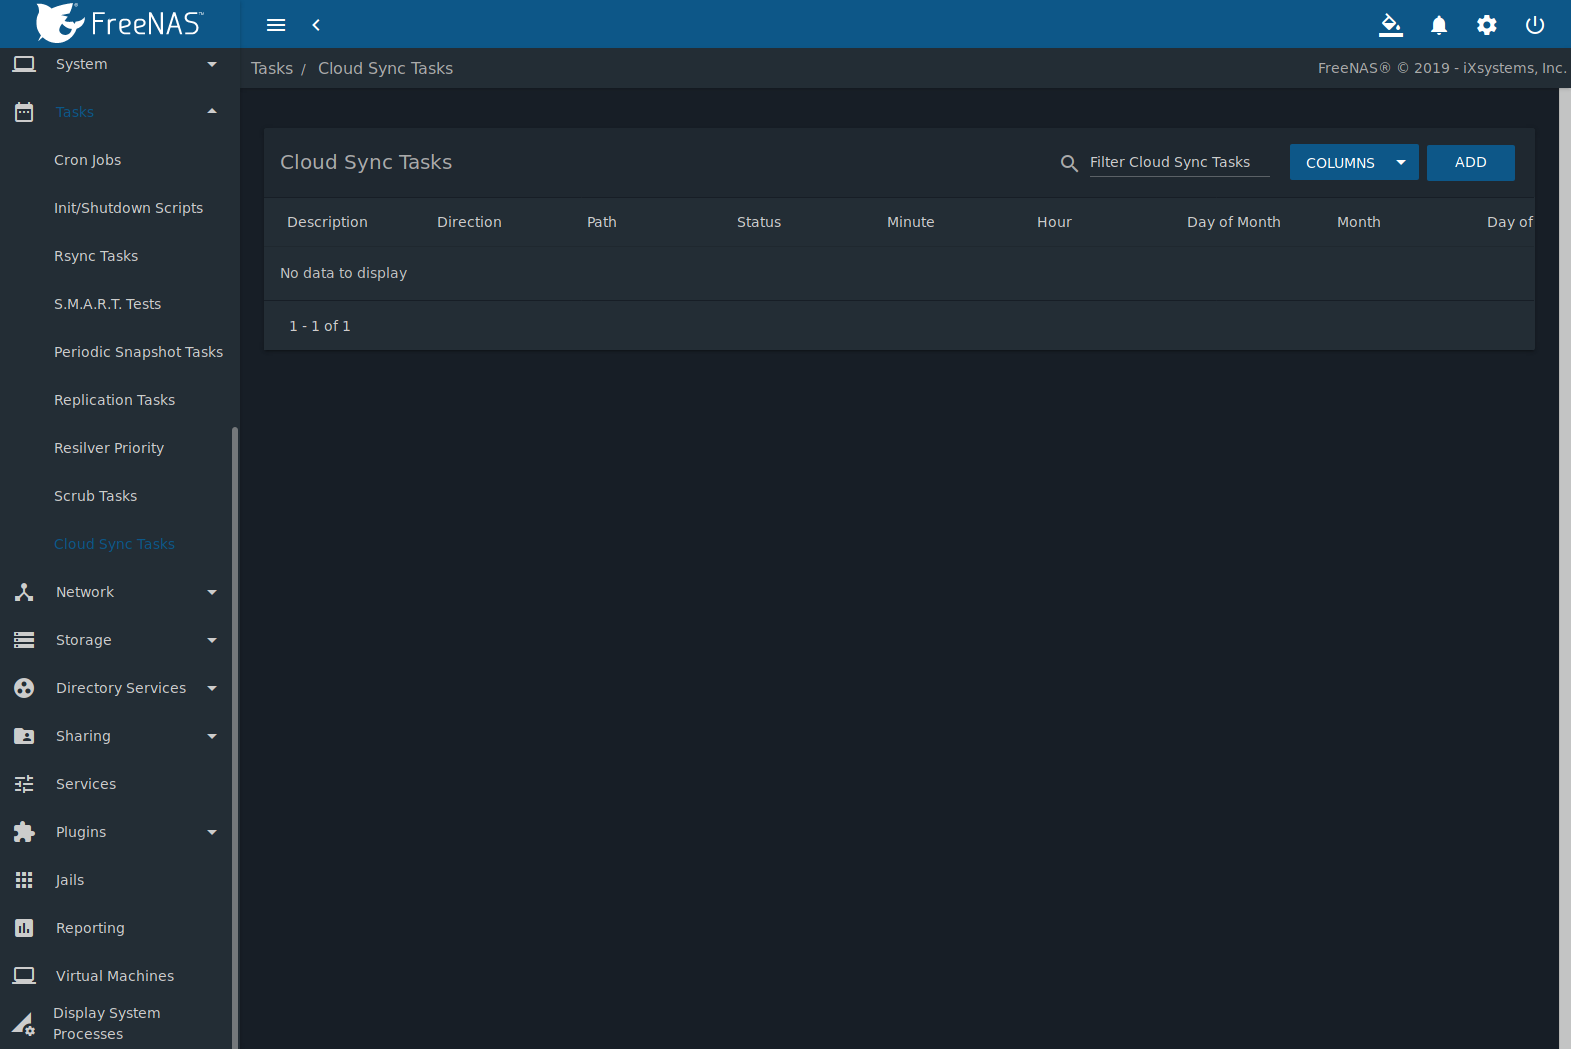 FreeNAS™
System
Tasks / Cloud Sync Tasks
FreeNAS® © 2019 - iXsystems, Inc.
Tasks
Cron Jobs
Init/Shutdown Scripts
Rsync Tasks
S.M.A.R.T. Tests
Periodic Snapshot Tasks
Replication Tasks
Resilver Priority
Scrub Tasks
Cloud Sync Tasks
Network
Storage
Directory Services
Sharing
Services
Plugins
Jails
Reporting
Virtual Machines
Display System
Processes
Cloud Sync Tasks
Filter Cloud Sync Tasks
COLUMNS
ADD
Description Direction Path Status Minute Hour Day of Month Month Day of
No data to display
1 - 1 of 1